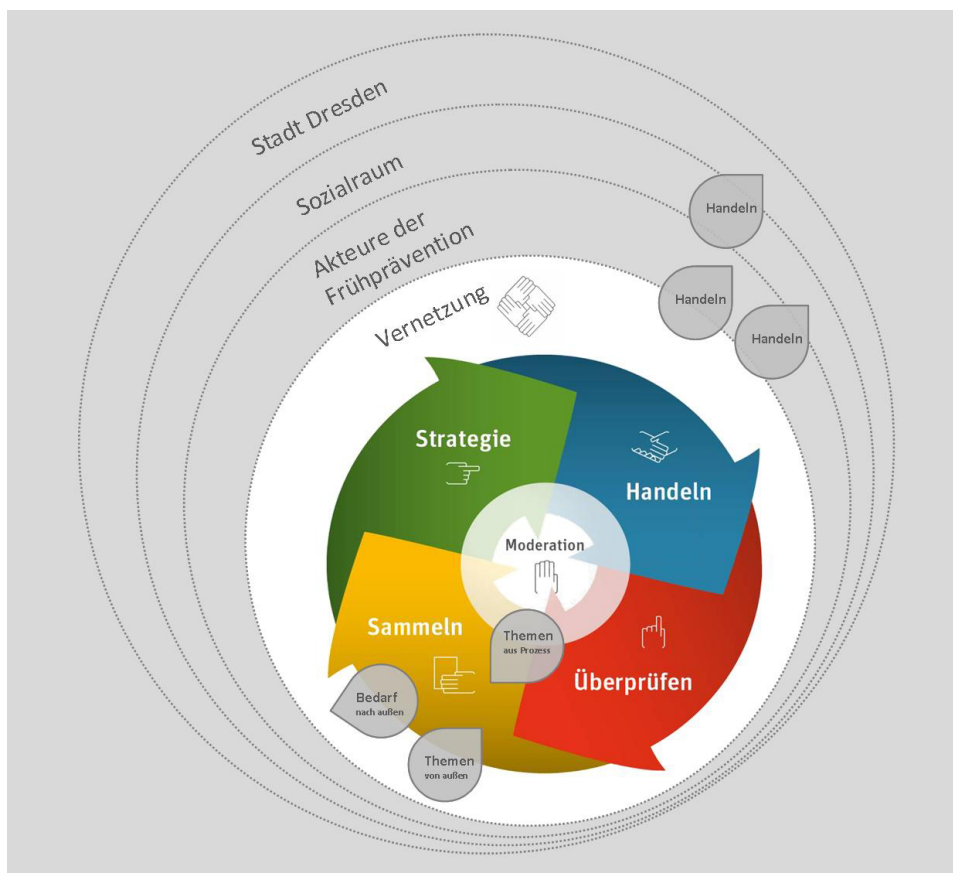 Stadt Dresden
Sozialraum
Akteure der
Frühprävention
Vernetzung
Handeln
Handeln
Handeln
Strategie
Handeln
Moderation
Sammeln
Themen
aus Prozess
Überprüfen
Bedarf
nach außen
Themen
von außen